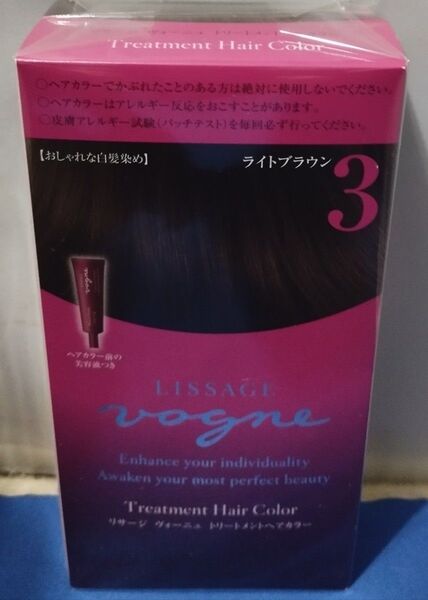 Treatment Hair Color
○ヘアカラーでかぶれたことのある方は絶対に使用しないでください。
○ヘアカラーはアレルギー反応をおこすことがあります。
○皮膚アレルギー試験(パッチテスト)を毎回必ず行ってください。
【おしゃれな白髪染め】
ライトブラウン
3
ヘアカラー前の
美容液つき
LISSAGE
vogne
Enhance your individuality
Awaken your most perfect beauty
Treatment Hair Color
リサージ ヴォーニュ トリートメントヘアカラー